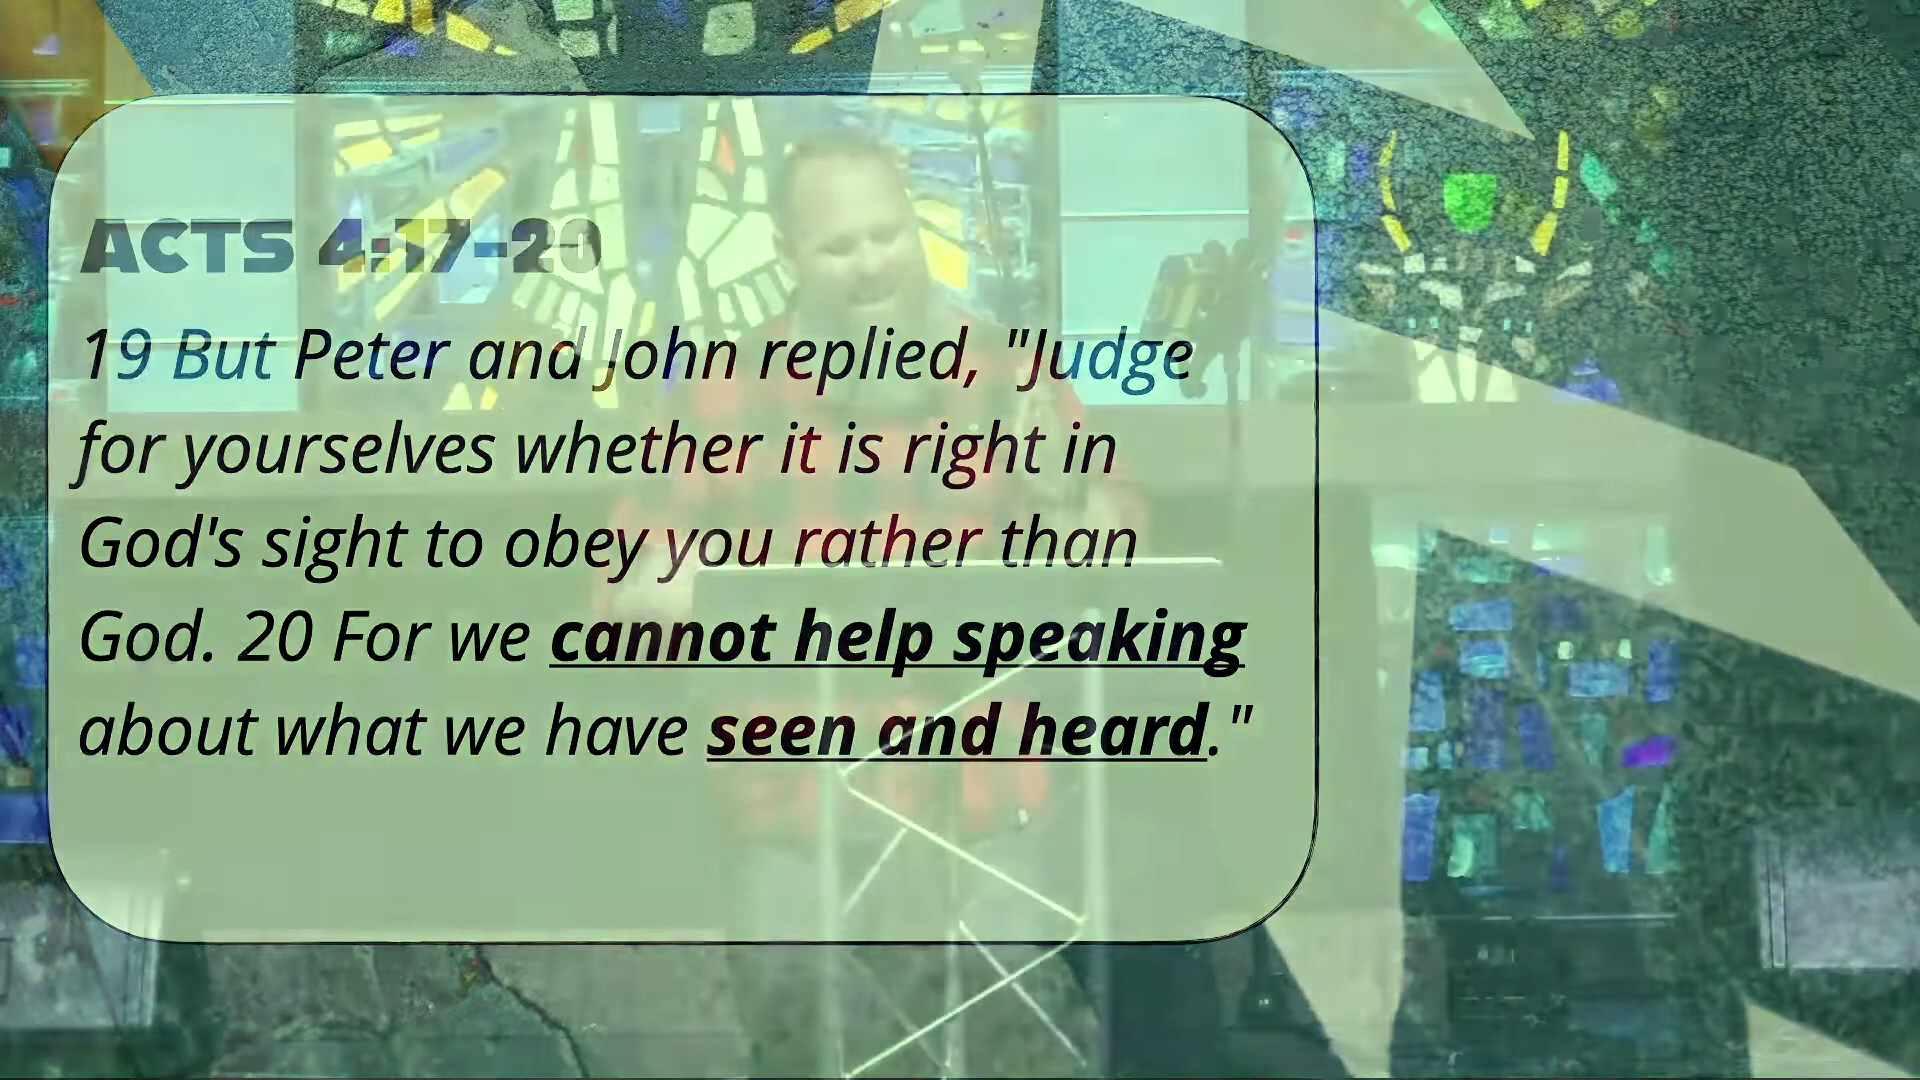 ACTS 4:17-20
19 But Peter and John replied, "Judge
for yourselves whether it is right in
God's sight to obey you rather than
God. 20 For we cannot help speaking
about what we have seen and heard."